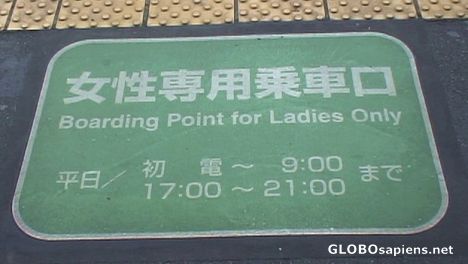 女性専用乗車口
Boarding Point for Ladies Only
平日／ 初 電～ 9:00 まで
17:00～21:00
GLOBOsapiens.net